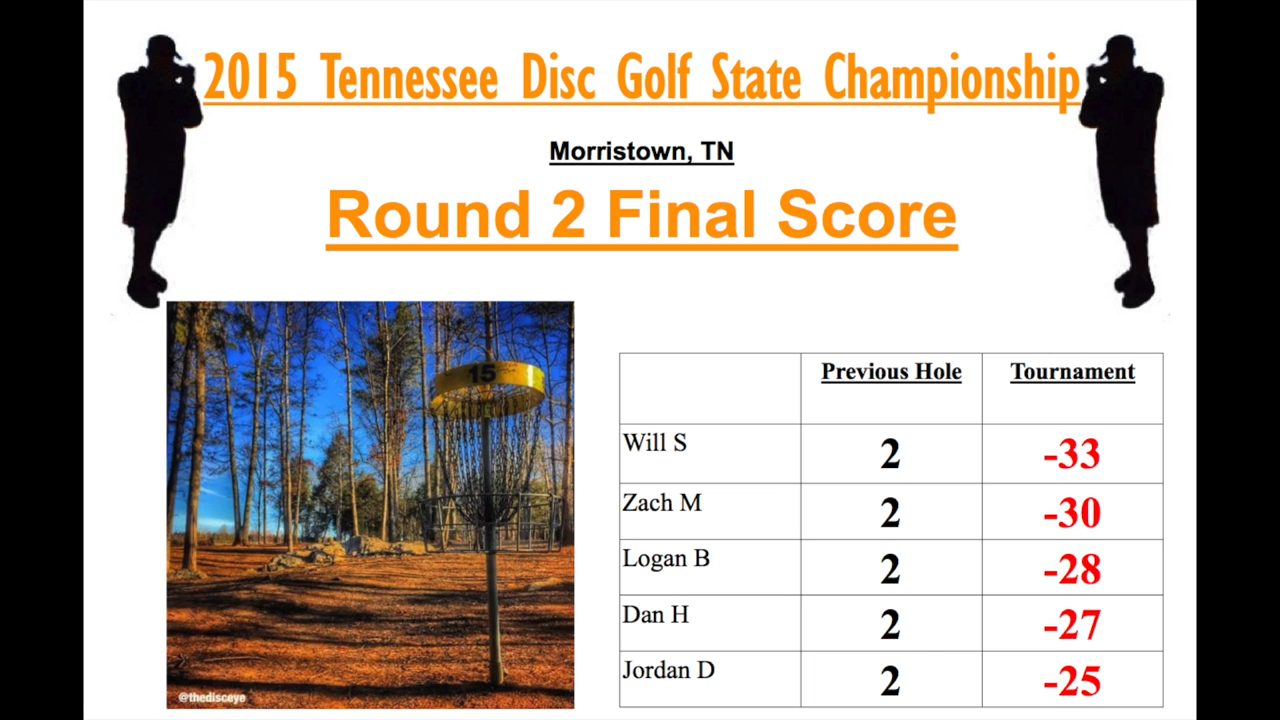 2015 Tennessee Disc Golf State Championship
Morristown, TN
Round 2 Final Score
15
@thedisceye
Previous Hole Tournament
Will S 2 -33
Zach M 2 -30
Logan B 2 -28
Dan H 2 -27
Jordan D 2 -25